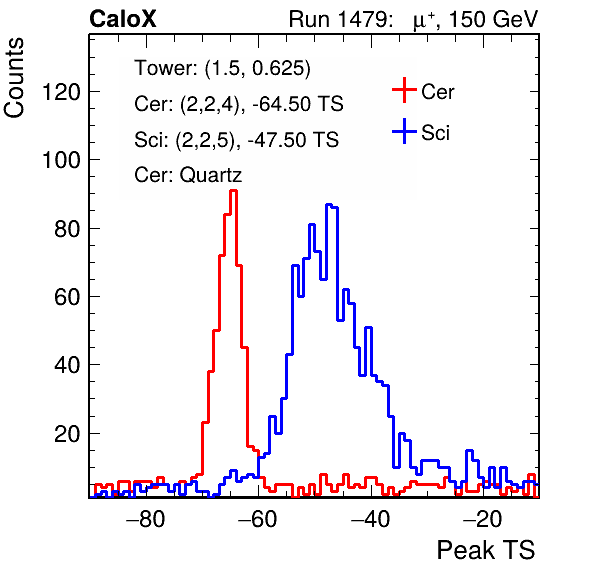 CaloX Run 1479: μ⁺, 150 GeV
Tower: (1.5, 0.625)
Cer: (2,2,4), -64.50 TS
Sci: (2,2,5), -47.50 TS
Cer: Quartz
Cer
Sci
Counts
120
100
80
60
40
20
−80 −60 −40 −20
Peak TS